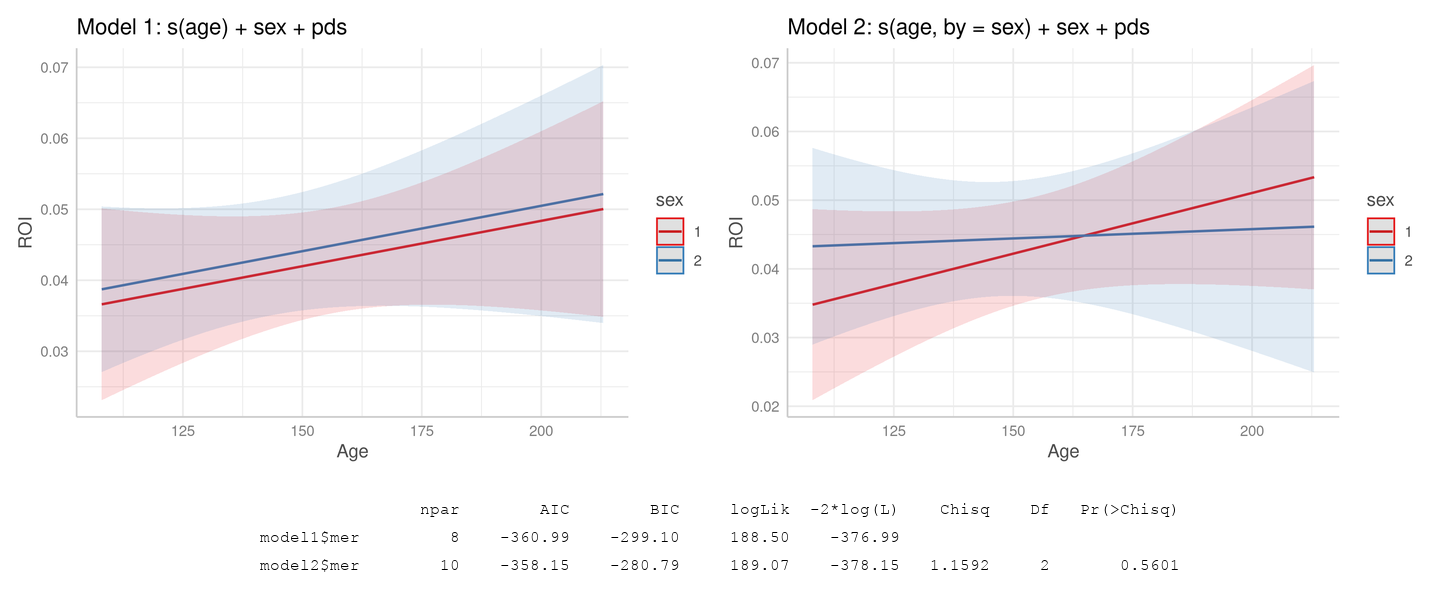 Model 1: s(age) + sex + pds
0.07
0.06
0.05
0.04
0.03
ROI
125 150 175 200
Age
sex
1
2
Model 2: s(age, by = sex) + sex + pds
0.07
0.06
0.05
0.04
0.03
0.02
ROI
125 150 175 200
Age
sex
1
2
npar AIC BIC logLik -2*log(L) Chisq Df Pr(>Chisq)
model1$mer 8 -360.99 -299.10 188.50 -376.99
model2$mer 10 -358.15 -280.79 189.07 -378.15 1.1592 2 0.5601